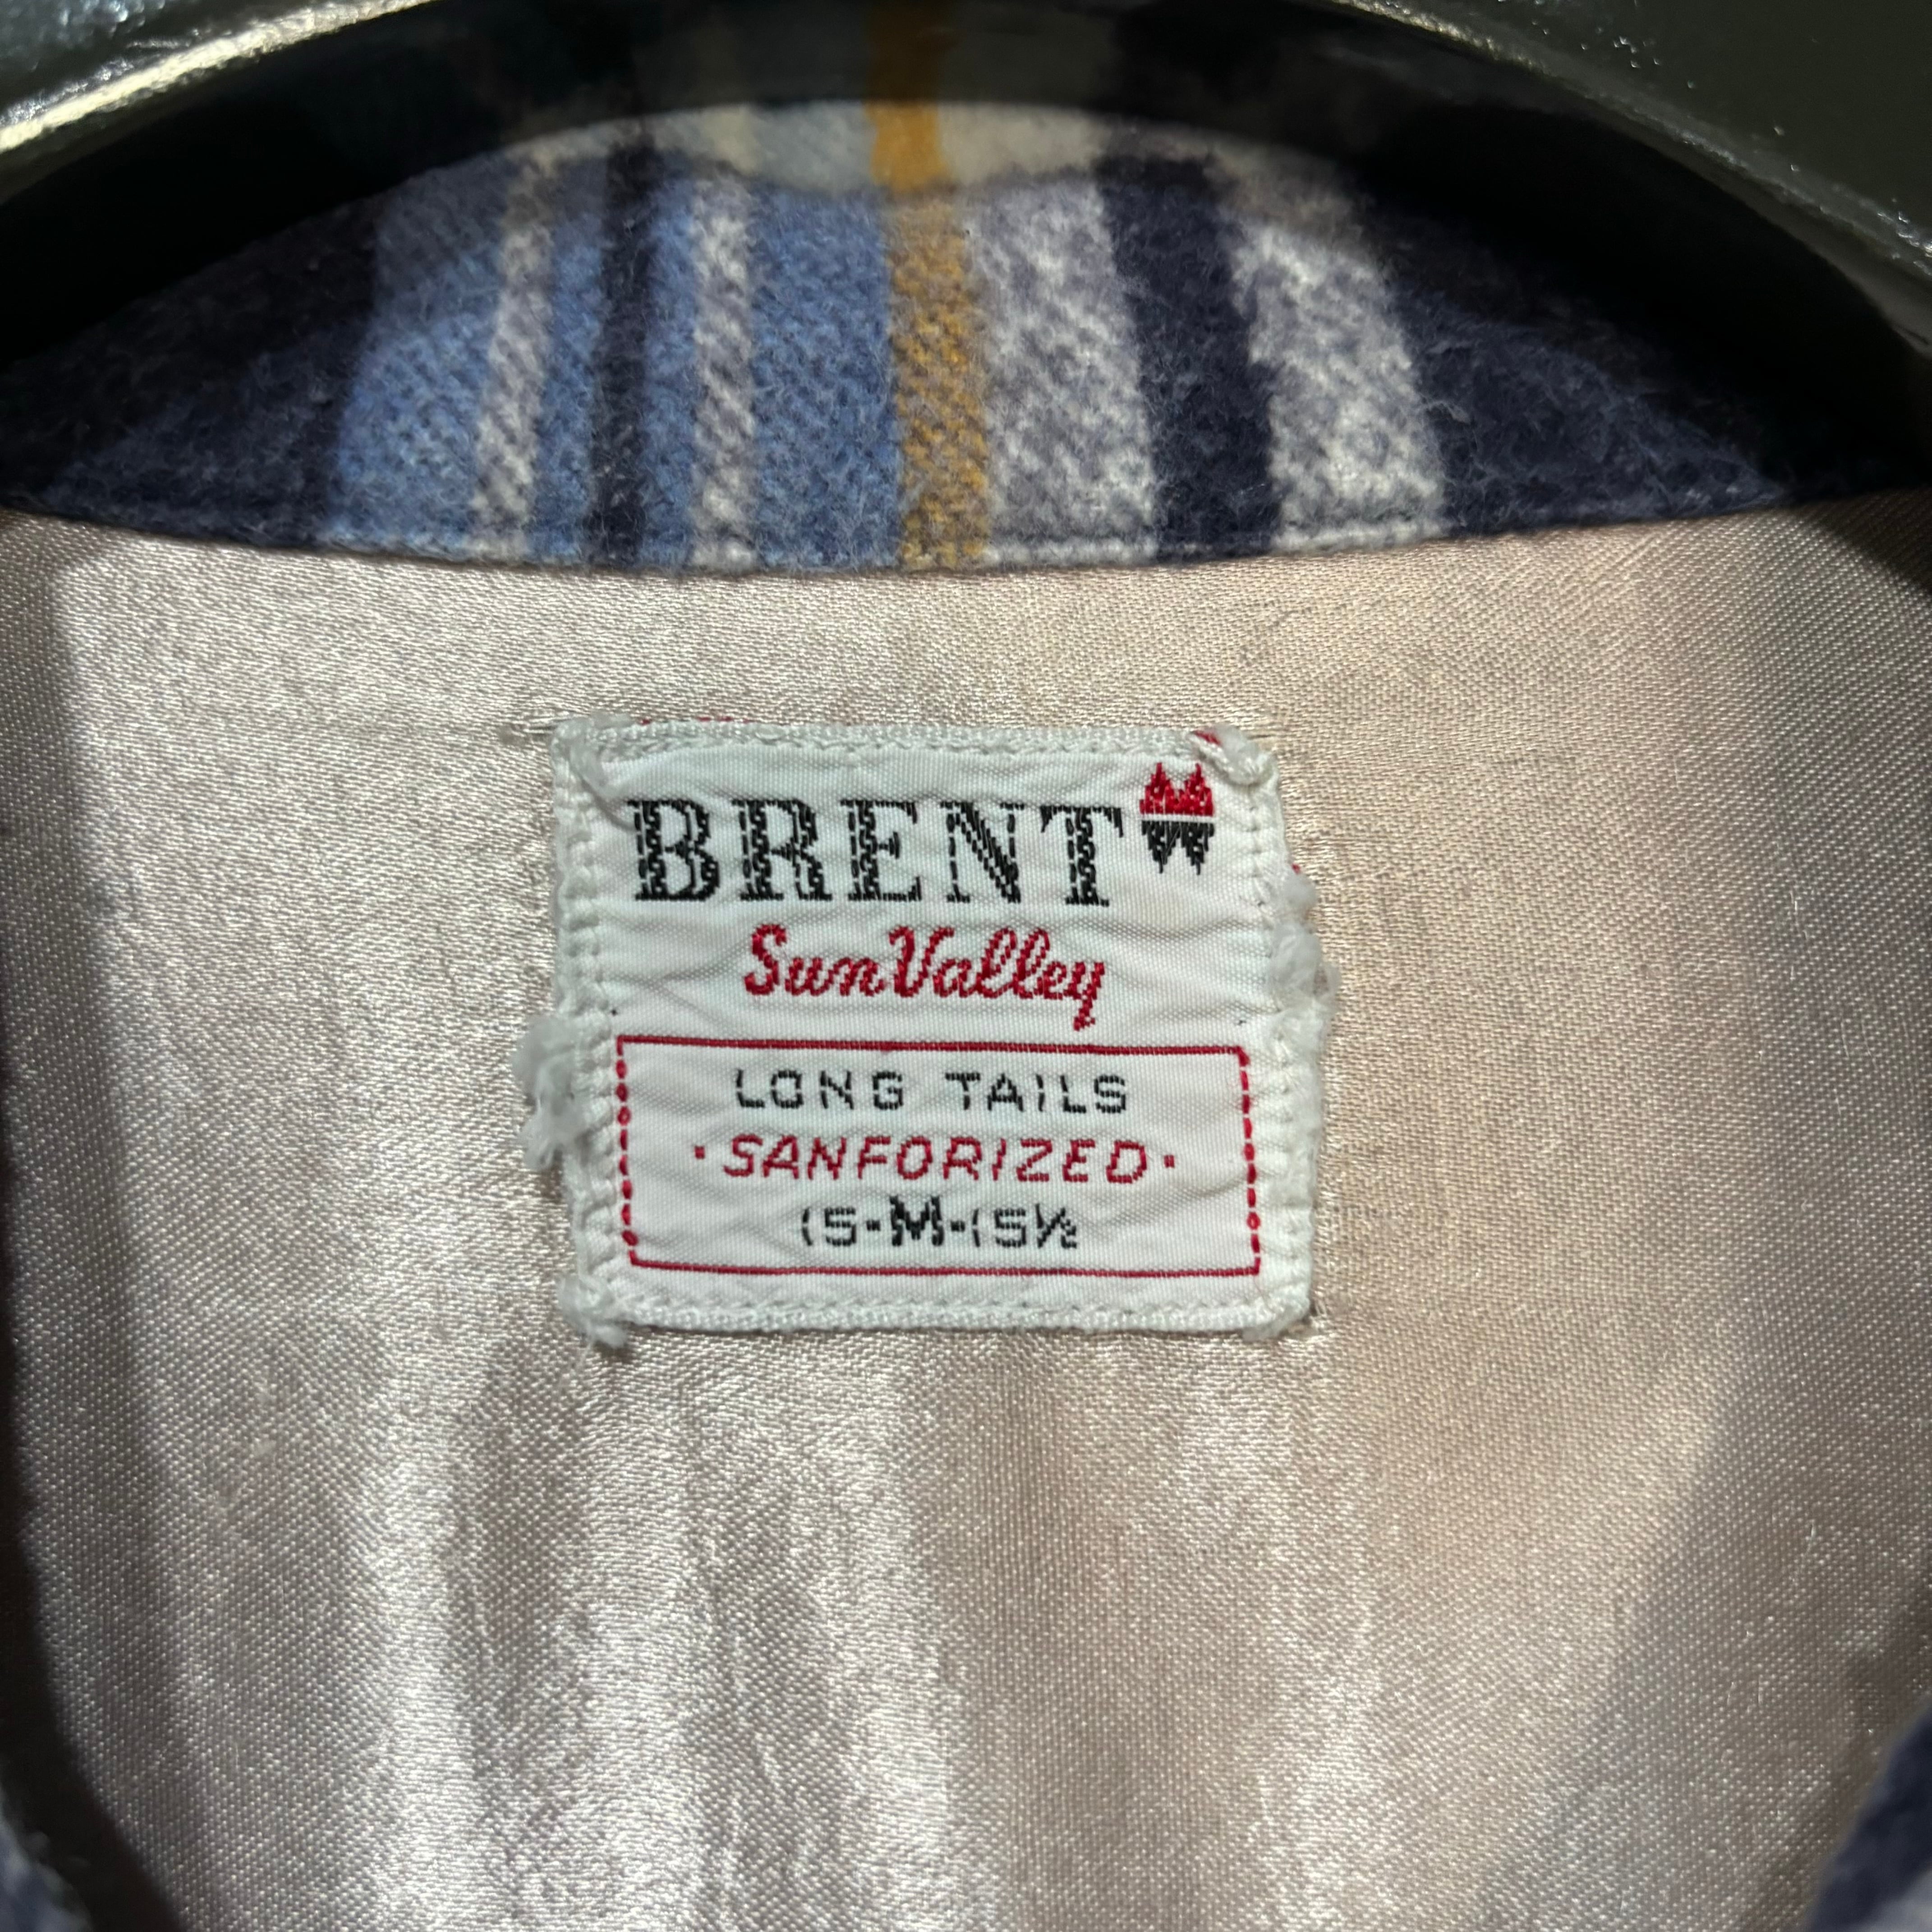 BRENT
Sun Valley
LONG TAILS
·SANFORIZED·
15-M-15½